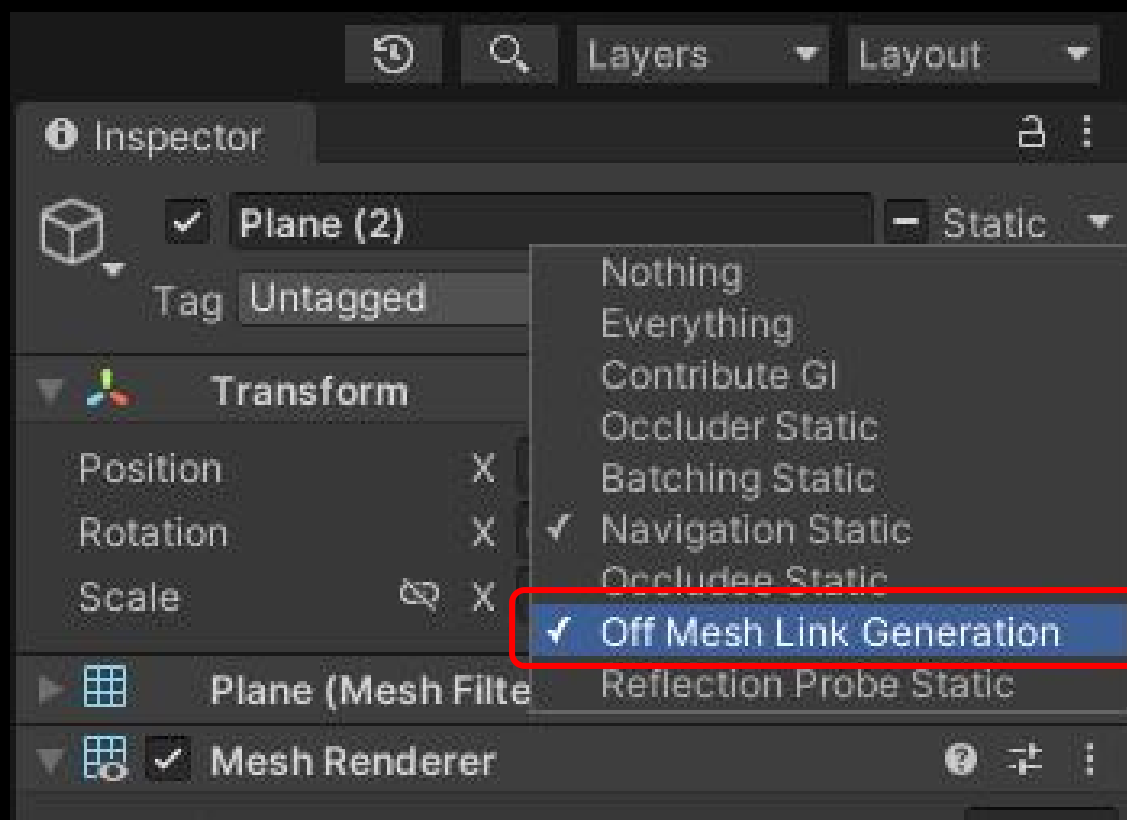 Layers Layout
Inspector
Plane (2) Static
Tag Untagged
Nothing
Everything
Contribute GI
Occluder Static
Batching Static
Navigation Static
Occludee Static
Off Mesh Link Generation
Reflection Probe Static
Transform
Position X
Rotation X
Scale X
Plane (Mesh Filte
Mesh Renderer